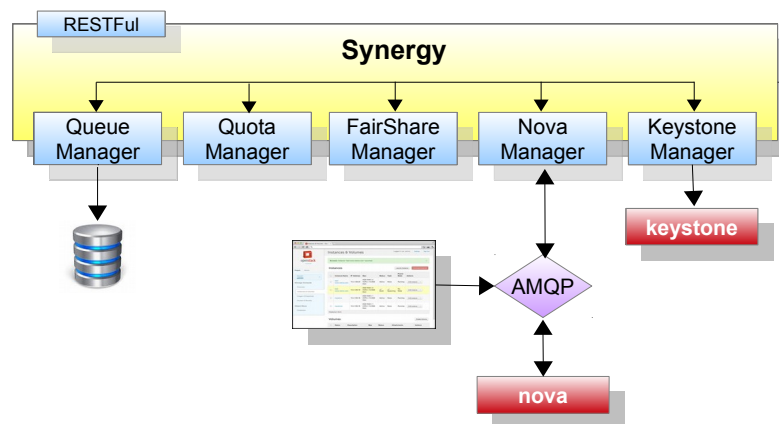 RESTFul
Synergy
Queue
Manager
Quota
Manager
FairShare
Manager
Nova
Manager
Keystone
Manager
keystone
AMQP
nova